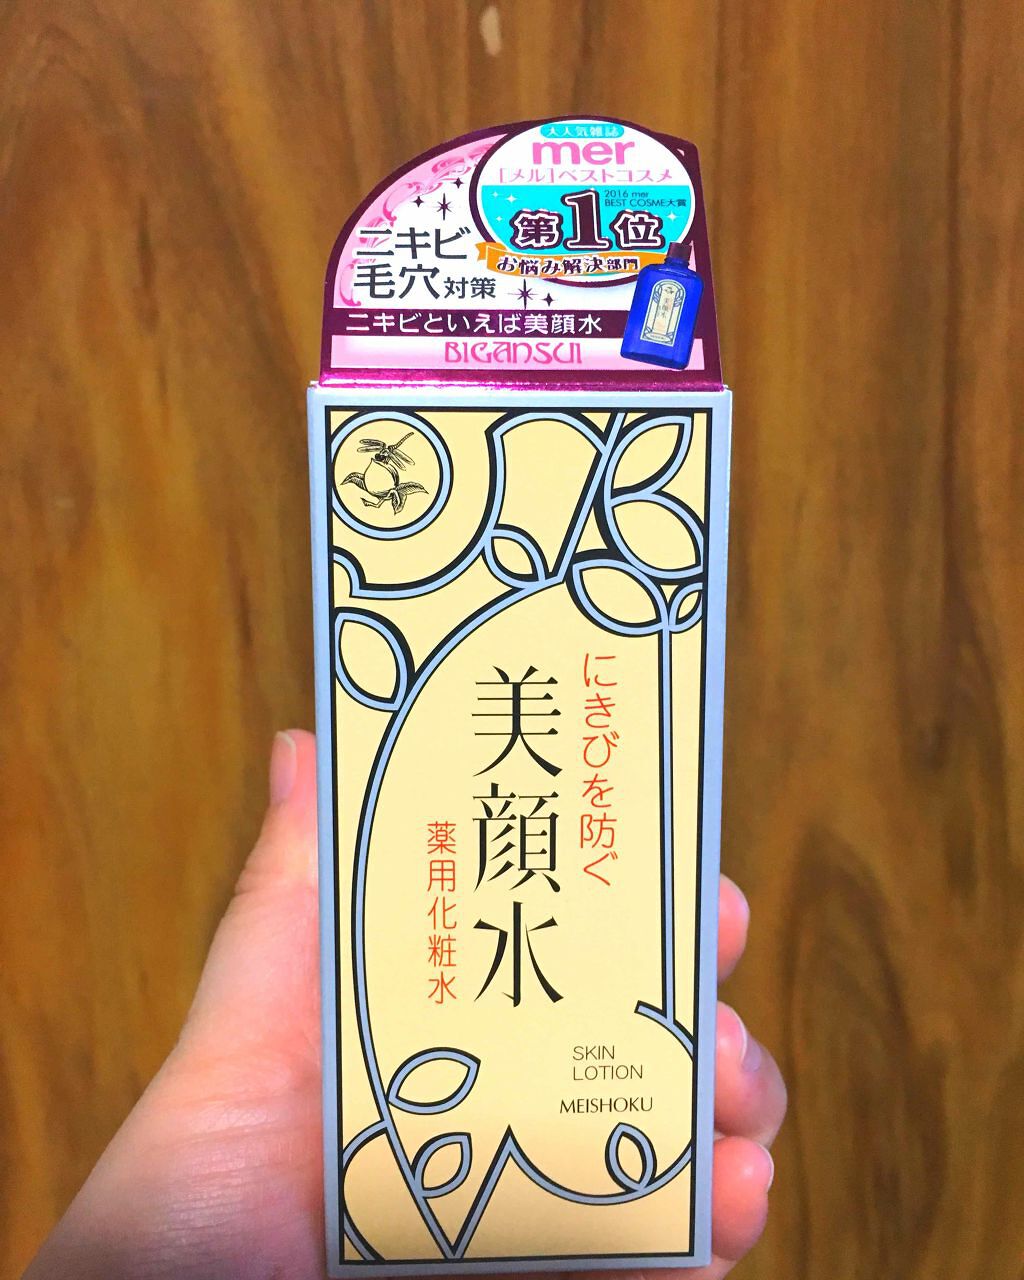 大人気雑誌
mer
[メル]ベストコスメ
2016 mer
BEST COSME大賞
第1位
お悩み解決部門
ニキビ
毛穴対策
ニキビといえば美顔水
BIGANSUI
美顔水
にきびを防ぐ
美顔水
薬用化粧水
SKIN
LOTION
MEISHOKU